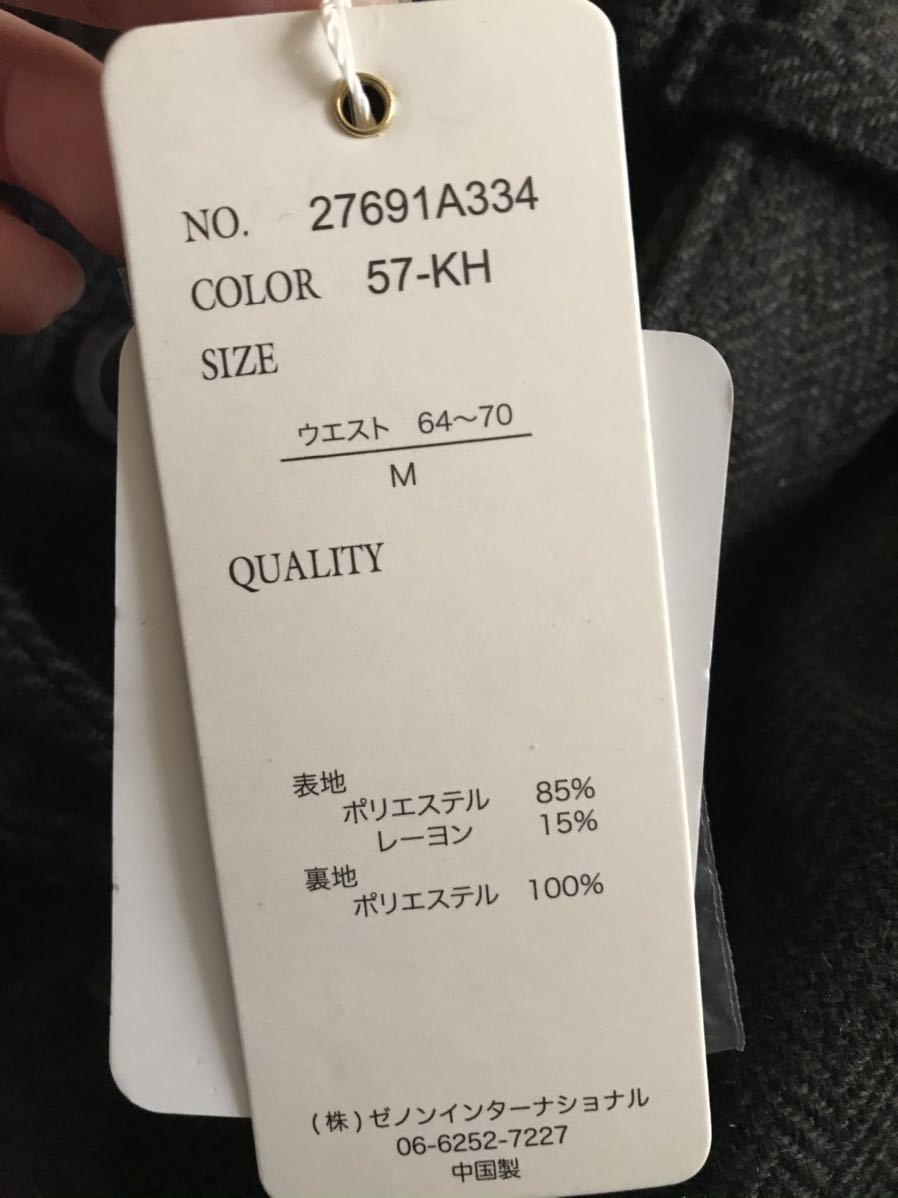 NO. 27691A334
COLOR 57-KH
SIZE
ウエスト 64〜70
M
QUALITY
表地
ポリエステル 85%
レーヨン 15%
裏地
ポリエステル 100%
(株)ゼノンインターナショナル
06-6252-7227
中国製